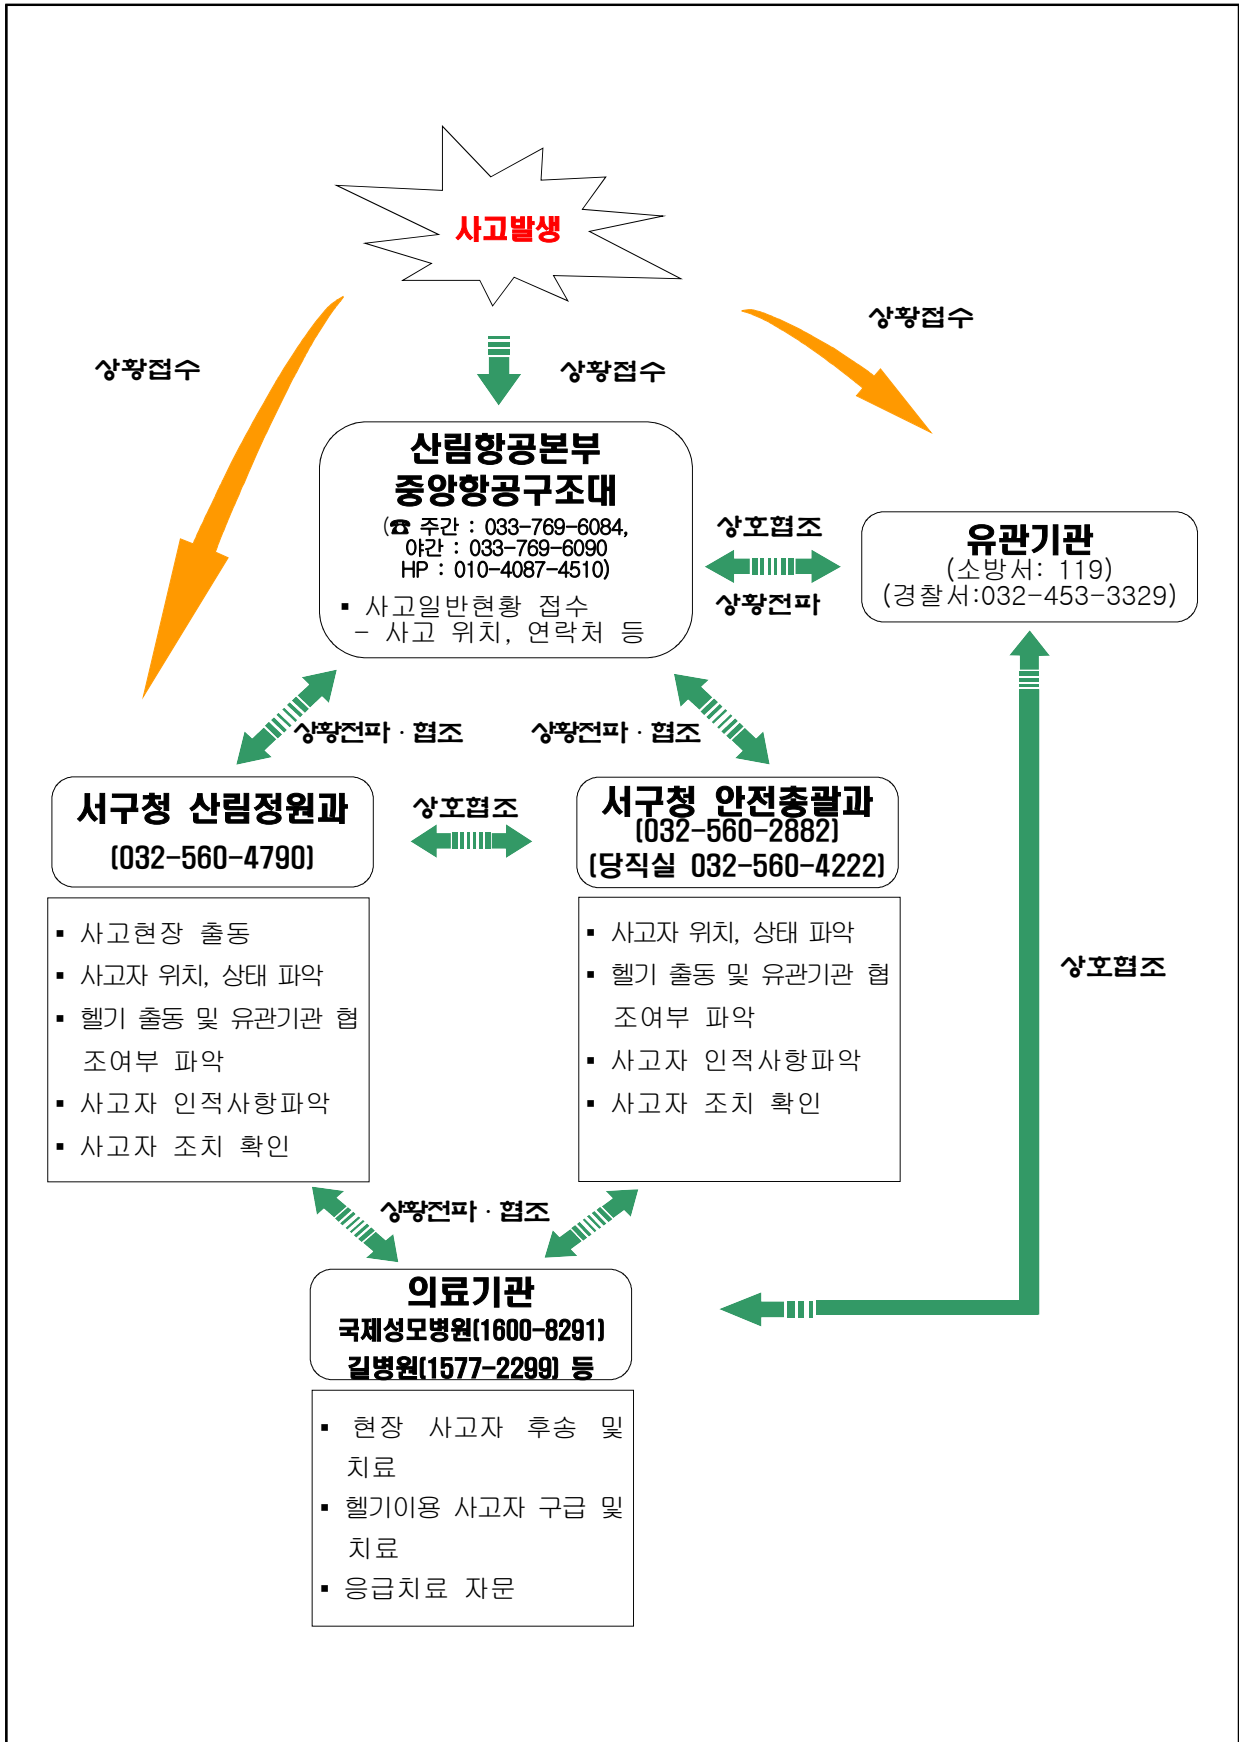 사고발생
상황접수
상황접수
상황접수
산림항공본부
중앙항공구조대
(☎ 주간 : 033-769-6084,
야간 : 033-769-6090
HP : 010-4087-4510)
▪ 사고일반현황 접수
- 사고 위치, 연락처 등
상호협조
상황전파
유관기관
(소방서: 119)
(경찰서:032-453-3329)
상황전파 · 협조
상황전파 · 협조
서구청 산림정원과
(032-560-4790)
상호협조
서구청 안전총괄과
(032-560-2882)
(당직실 032-560-4222)
▪ 사고현장 출동
▪ 사고자 위치, 상태 파악
▪ 헬기 출동 및 유관기관 협
조여부 파악
▪ 사고자 인적사항파악
▪ 사고자 조치 확인
▪ 사고자 위치, 상태 파악
▪ 헬기 출동 및 유관기관 협
조여부 파악
▪ 사고자 인적사항파악
▪ 사고자 조치 확인
상호협조
상황전파 · 협조
의료기관
국제성모병원(1600-8291)
길병원(1577-2299) 등
▪ 현장 사고자 후송 및
치료
▪ 헬기이용 사고자 구급 및
치료
▪ 응급치료 자문